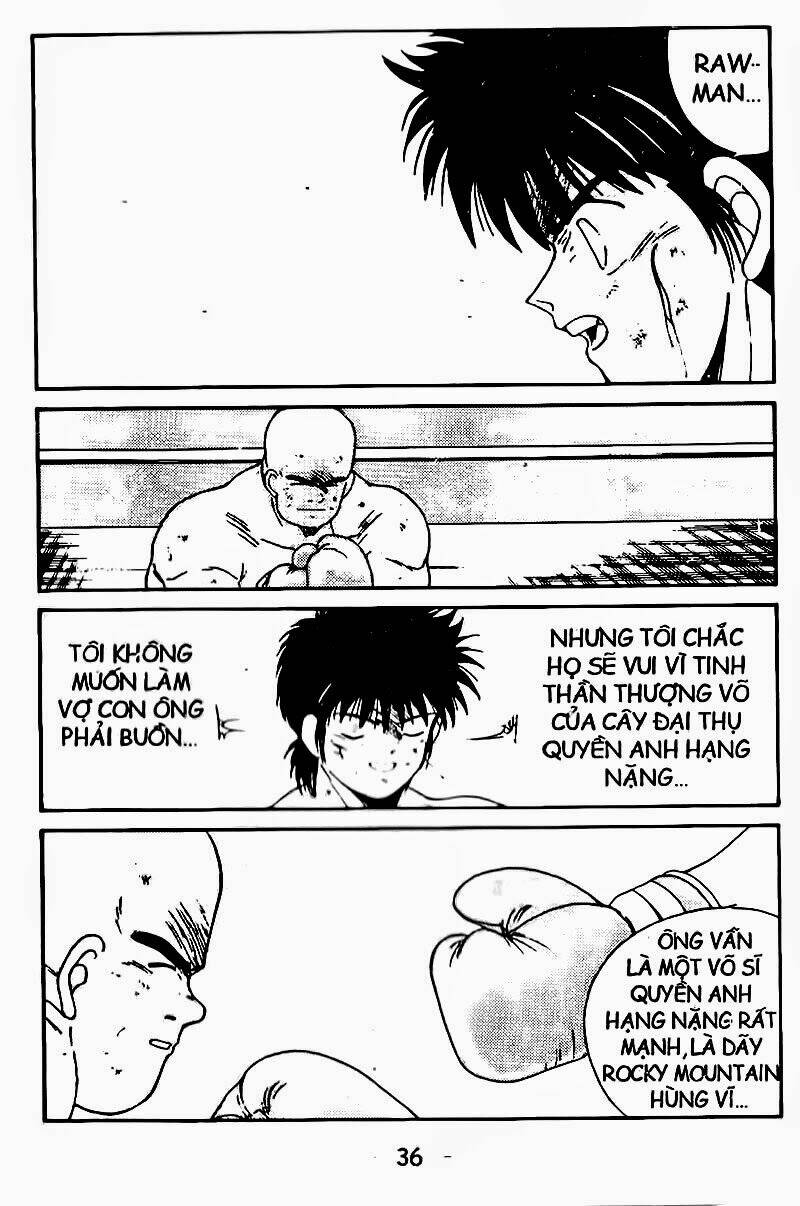 RAW-
MAN...
TÔI KHÔNG
MUỐN LÀM
VỢ CON ÔNG
PHẢI BUỒN...
NHƯNG TÔI CHẮC
HỌ SẼ VUI VÌ TINH
THẦN THƯỢNG VÕ
CỦA CÂY ĐẠI THỤ
QUYỀN ANH HẠNG
NẶNG...
ÔNG VẪN
LÀ MỘT VÕ SĨ
QUYỀN ANH
HẠNG NẶNG RẤT
MẠNH, LÀ DÃY
ROCKY MOUNTAIN
HÙNG VĨ...
36